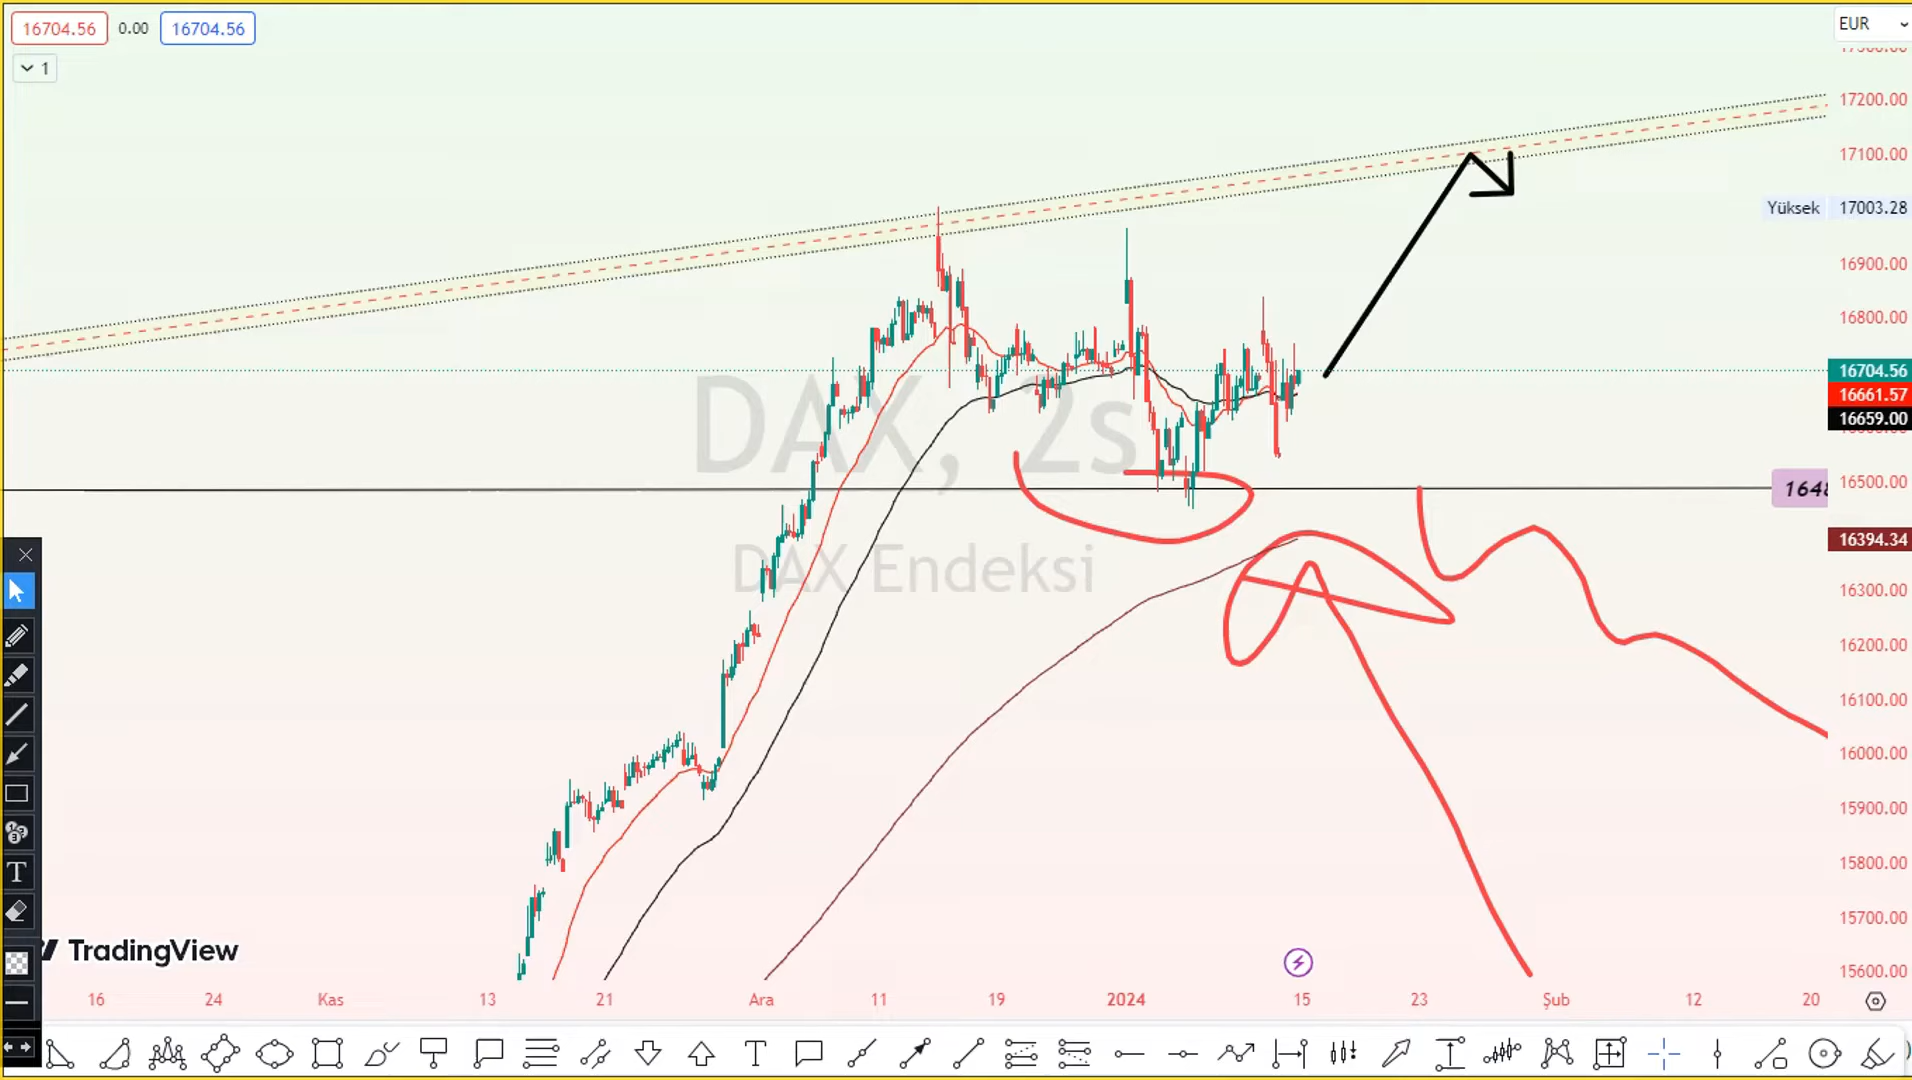 16704.56 0.00 16704.56
1
EUR
17200.00
17100.00
Yüksek 17003.28
16900.00
16800.00
16704.56
16661.57
16659.00
16500.00
1648
16394.34
16300.00
16200.00
16100.00
16000.00
15900.00
15800.00
15700.00
15600.00
DAX, 2s
DAX Endeksi
T
TradingView
16 24 Kas 13 21 Ara 11 19 2024 15 23 Şub 12 20
T